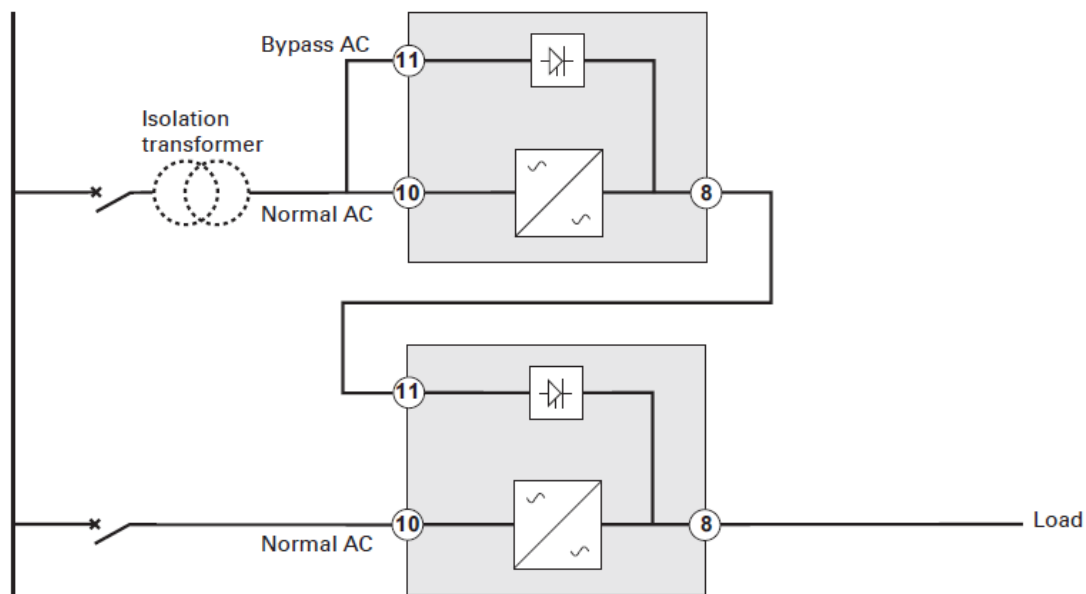 Bypass AC
11
Isolation
transformer
10
8
Normal AC
11
10
8
Load
Normal AC